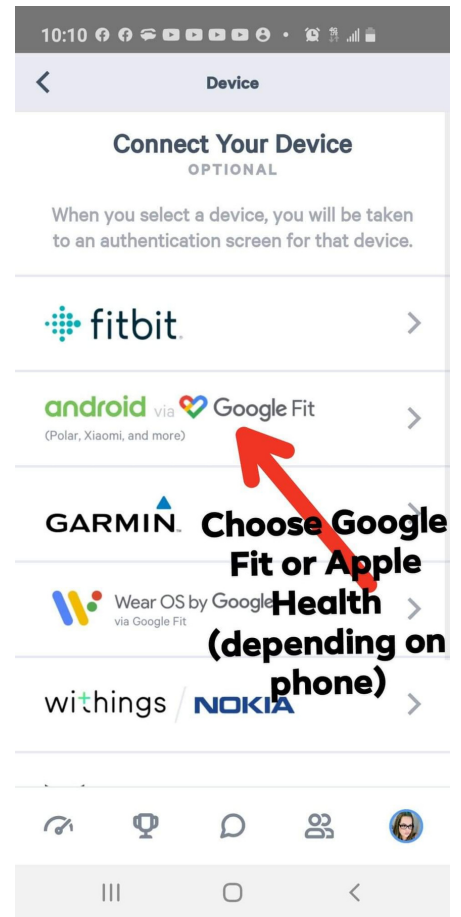 10:10
Device
Connect Your Device
OPTIONAL
When you select a device, you will be taken
to an authentication screen for that device.
fitbit.
android via Google Fit
(Polar, Xiaomi, and more)
GARMIN
Choose Google
Fit or Apple
Health
(depending on
phone)
Wear OS by Google
via Google Fit
withings / NOKIA